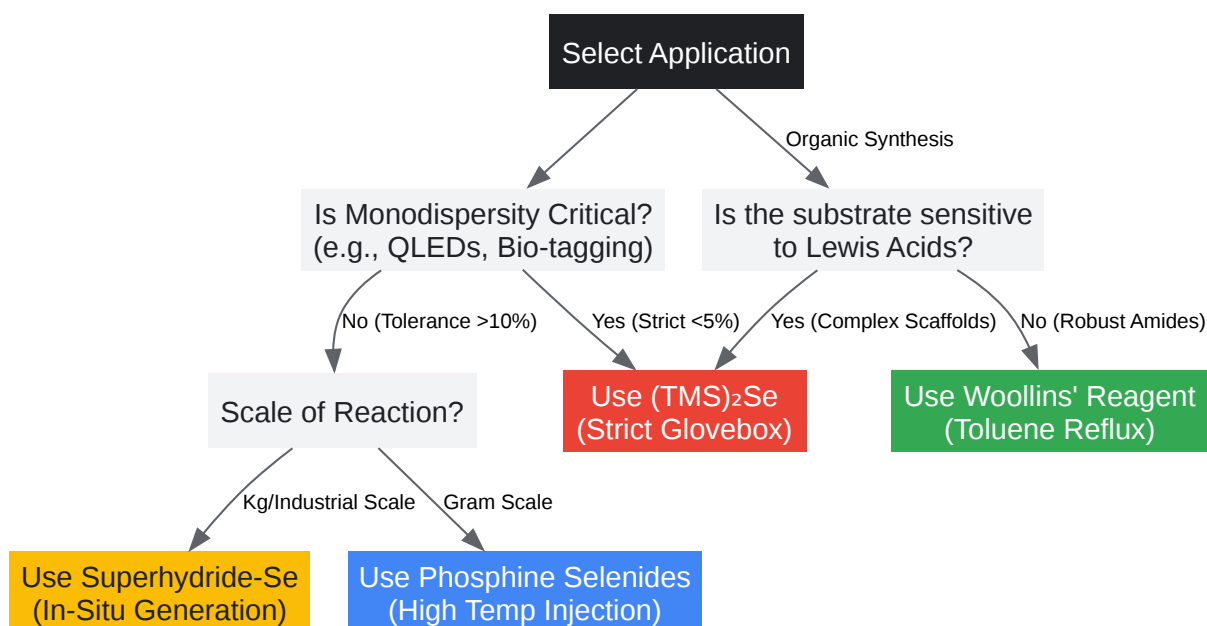 Select Application
Organic Synthesis
Is Monodispersity Critical?
(e.g., QLEDs, Bio-tagging)
Is the substrate sensitive
to Lewis Acids?
No (Tolerance >10%)
Yes (Strict <5%)
Yes (Complex Scaffolds)
No (Robust Amides)
Scale of Reaction?
Use (TMS)₂Se
(Strict Glovebox)
Use Woollins' Reagent
(Toluene Reflux)
Kg/Industrial Scale
Gram Scale
Use Superhydride-Se
(In-Situ Generation)
Use Phosphine Selenides
(High Temp Injection)